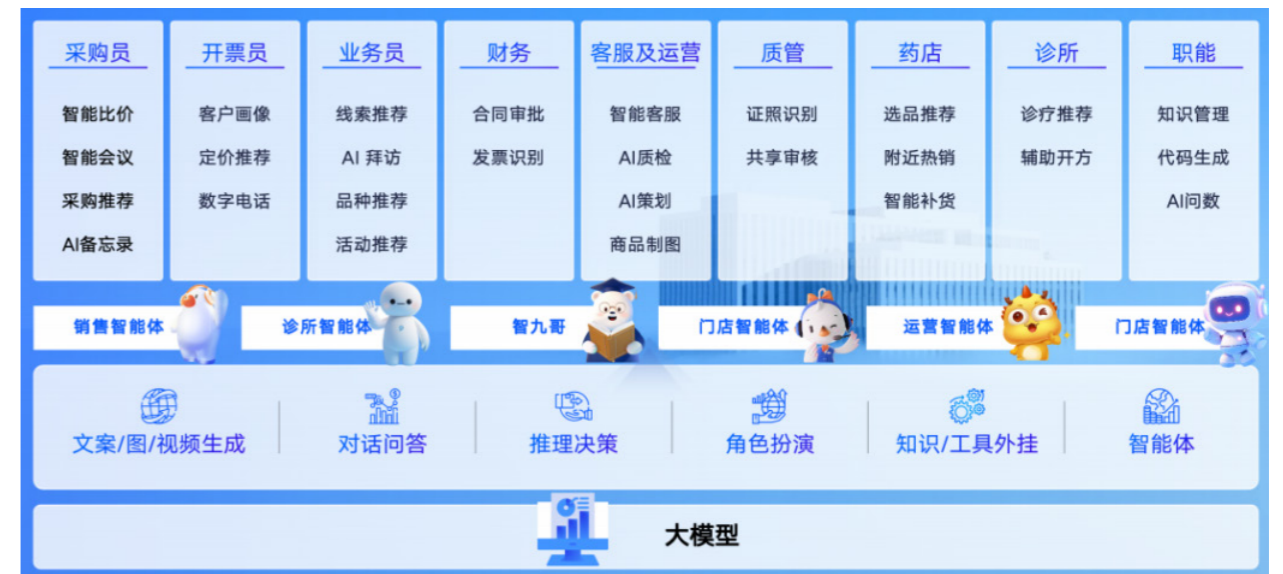 采购员
智能比价
智能会议
采购推荐
AI备忘录
开票员
客户画像
定价推荐
数字电话
业务员
线索推荐
AI 拜访
品种推荐
活动推荐
财务
合同审批
发票识别
客服及运营
智能客服
AI质检
AI策划
商品制图
质管
证照识别
共享审核
药店
选品推荐
附近热销
智能补货
诊所
诊疗推荐
辅助开方
职能
知识管理
代码生成
AI问数
销售智能体
诊所智能体
智九哥
门店智能体
运营智能体
门店智能体
文案/图/视频生成
对话问答
推理决策
角色扮演
知识/工具外挂
智能体
大模型